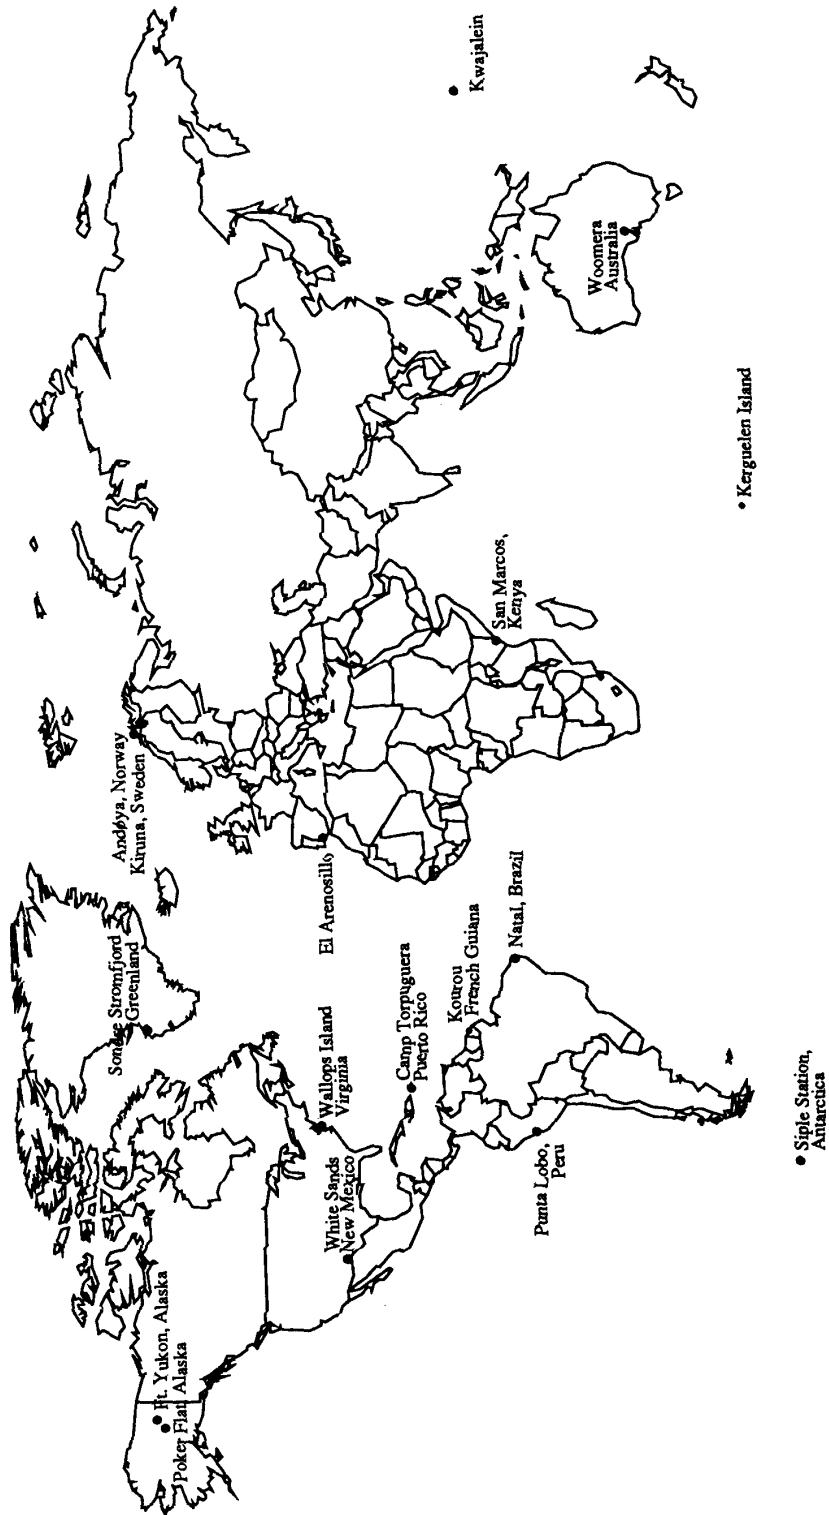 Ft. Yukon, Alaska
Poker Flat, Alaska
White Sands
New Mexico
Wallops Island
Virginia
Sondse Stromfjord
Greenland
Camp Torpuguera
Puerto Rico
Kourou
French Guiana
Natal, Brazil
Punta Lobo,
Peru
Siple Station,
Antarctica
Andøya, Norway
Kiruna, Sweden
El Arenosillo
San Marcos,
Kenya
Kerguelen Island
Woomera
Australia
Kwajalein